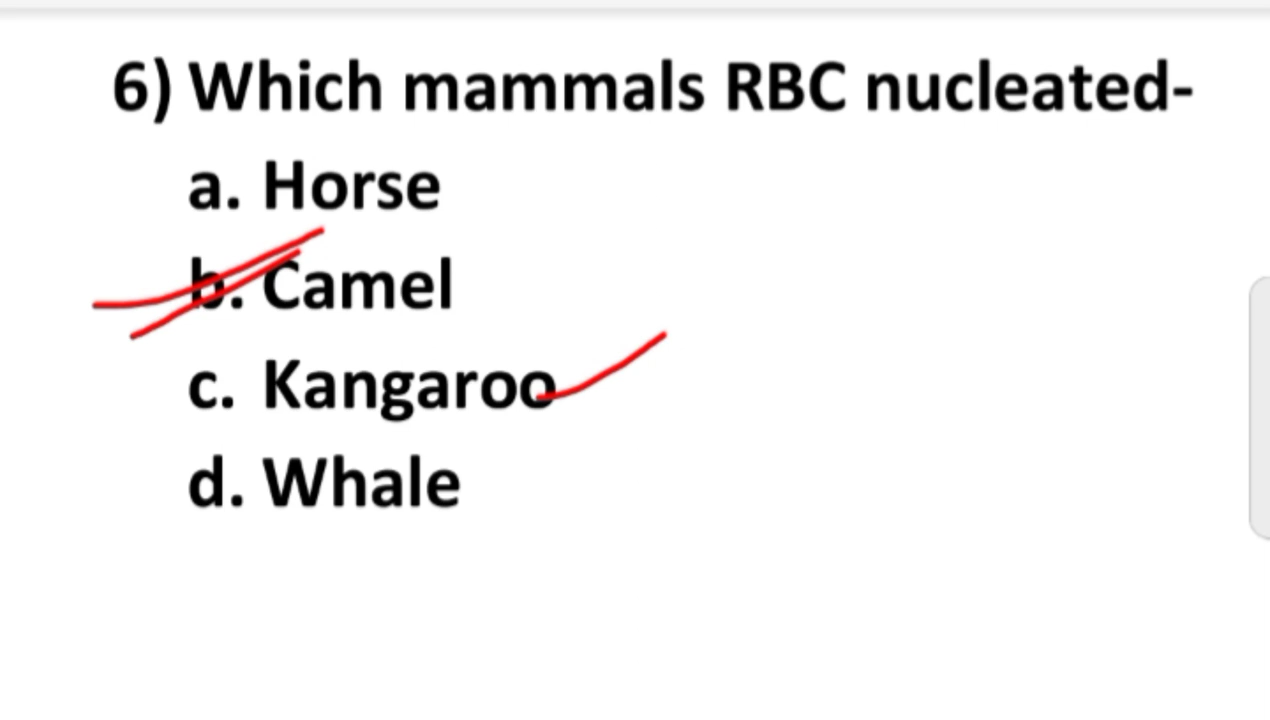 6) Which mammals RBC nucleated-
a. Horse
b. Camel
c. Kangaroo
d. Whale